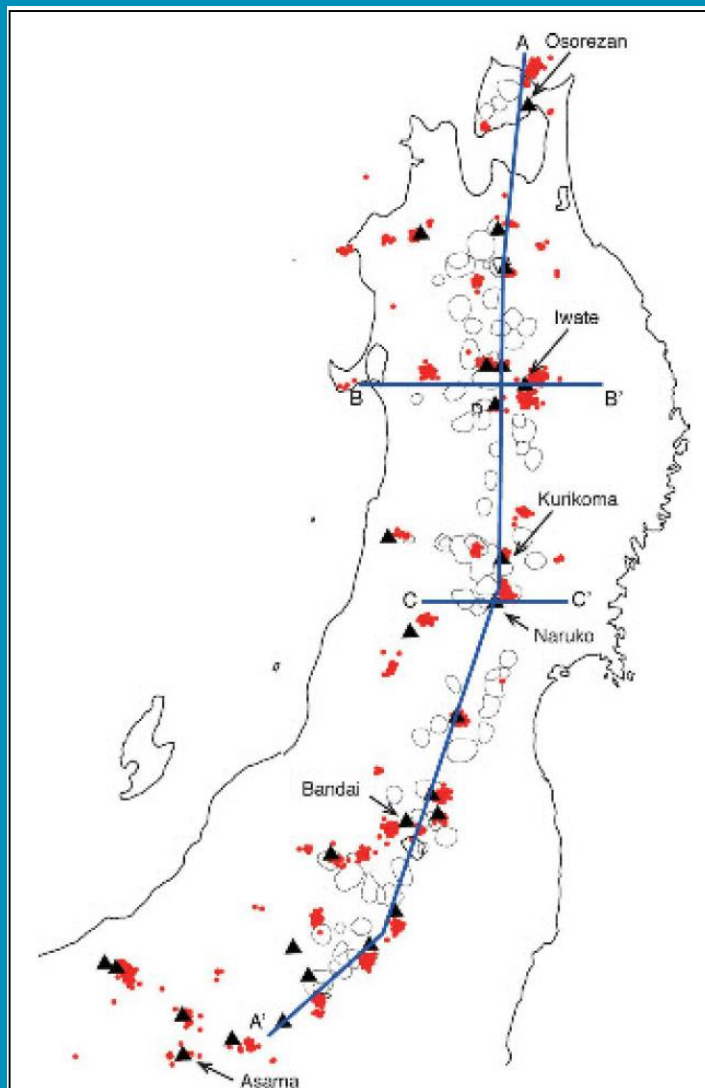 A
Osorezan
Iwate
B
B'
Kurikoma
C
C'
Naruko
Bandai
A'
Asama